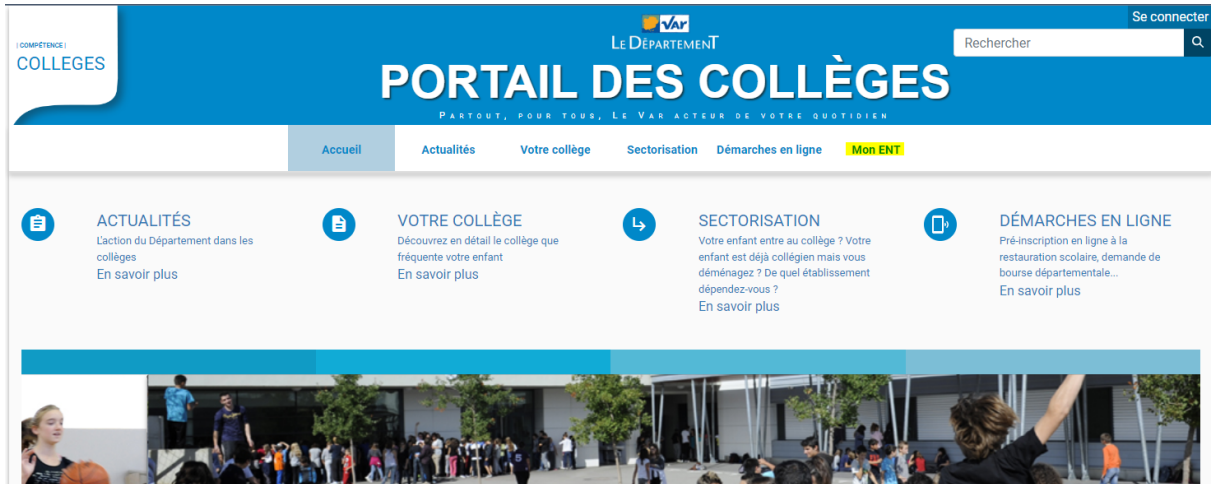 Se connecter
| COMPÉTENCE |
COLLEGES
VAR
LE DÉPARTEMENT
Rechercher
PORTAIL DES COLLÈGES
PARTOUT, POUR TOUS, LE VAR ACTEUR DE VOTRE QUOTIDIEN
Accueil Actualités Votre collège Sectorisation Démarches en ligne Mon ENT
ACTUALITÉS
L'action du Département dans les
collèges
En savoir plus
VOTRE COLLÈGE
Découvrez en détail le collège que
fréquente votre enfant
En savoir plus
SECTORISATION
Votre enfant entre au collège ? Votre
enfant est déjà collégien mais vous
déménagez ? De quel établissement
dépendez-vous ?
En savoir plus
DÉMARCHES EN LIGNE
Pré-inscription en ligne à la
restauration scolaire, demande de
bourse départementale...
En savoir plus